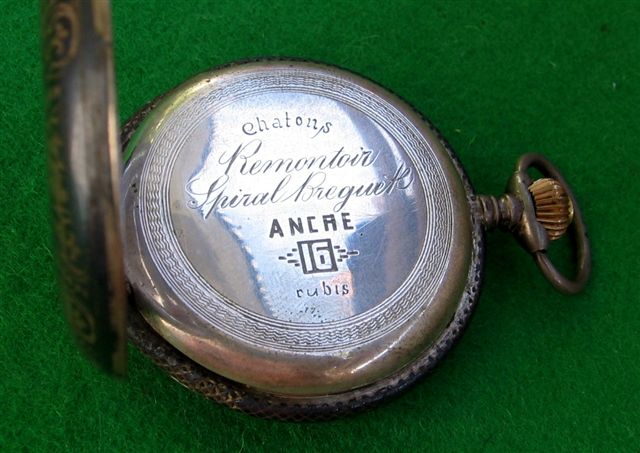 Chatons
Remontoir
Spiral Breguet
ANCRE
16
rubis